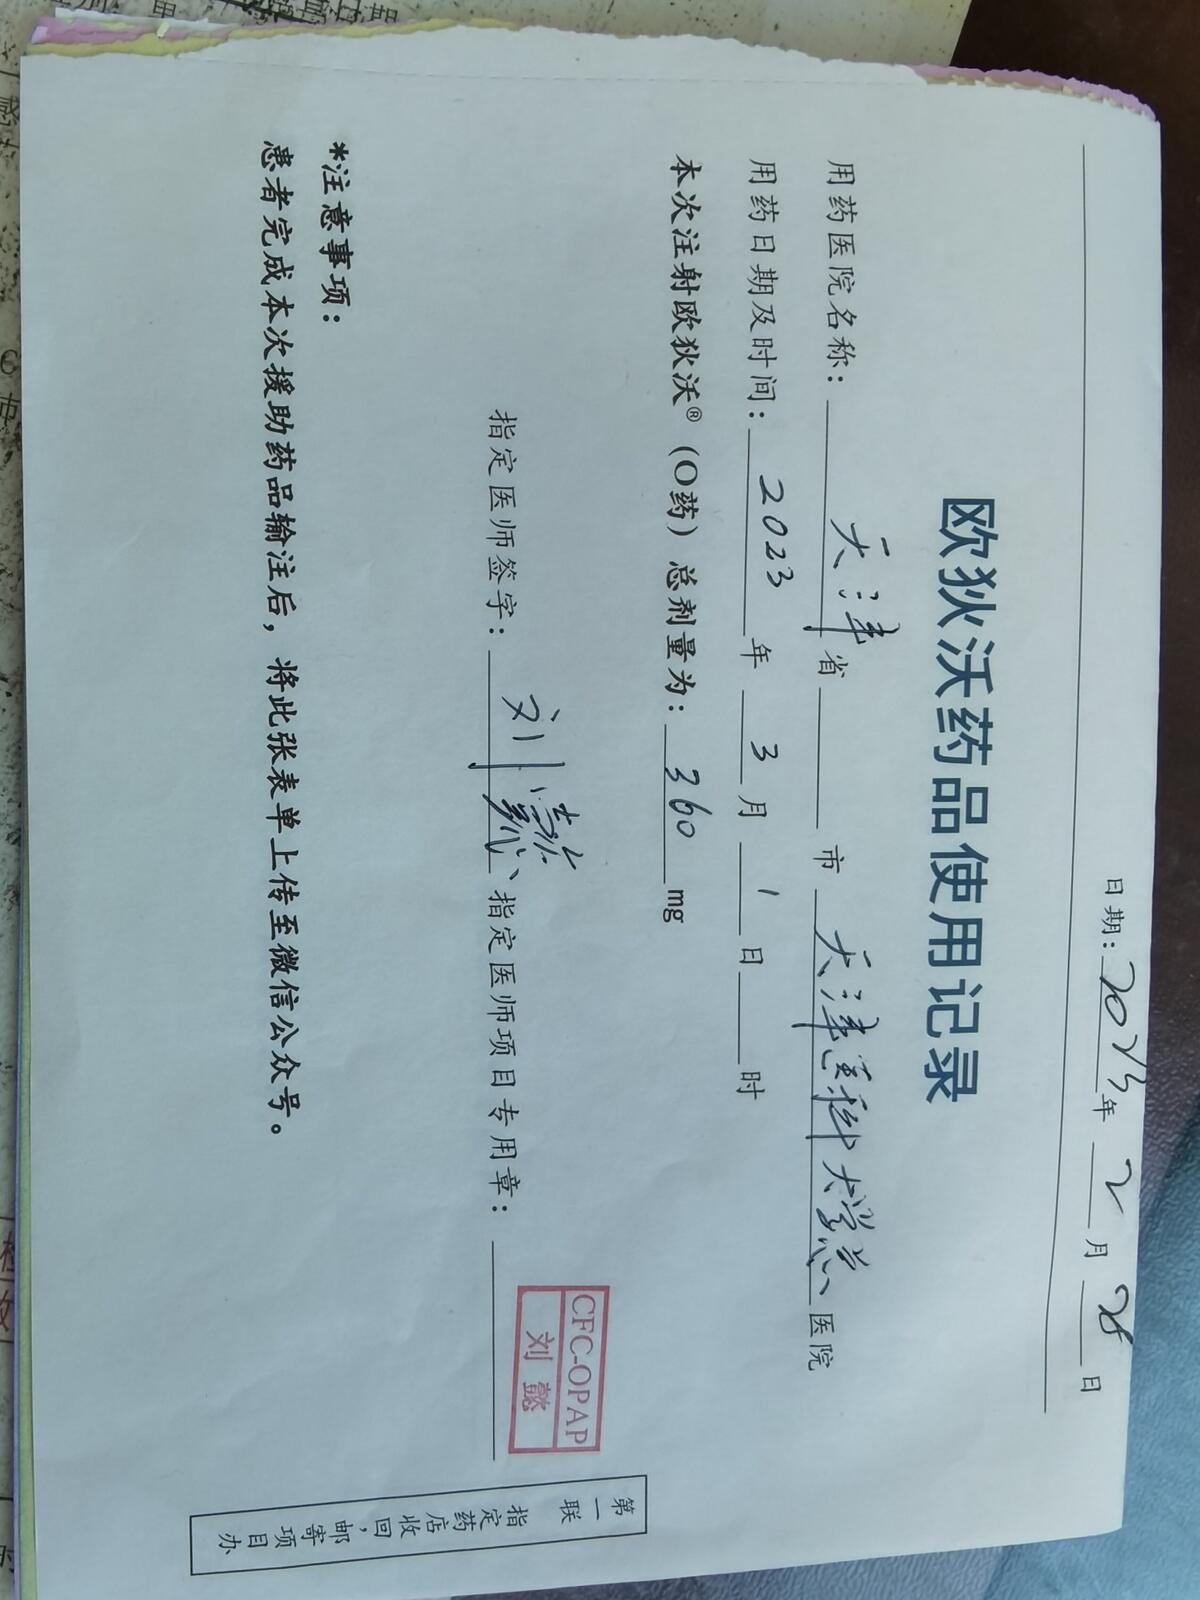 日期：2023年2月28日
欧狄沃药品使用记录
用药医院名称：天津省 市天津医科大学总医院
用药日期及时间：2023年3月1日 时
本次注射欧狄沃®（O药）总剂量为：360mg
指定医师签字：刘懿 指定医师项目专用章：
CFC-OPAP
刘懿
*注意事项：
患者完成本次援助药品输注后，将此张表单上传至微信公众号。
第一联
指定药店收回，邮寄项目办